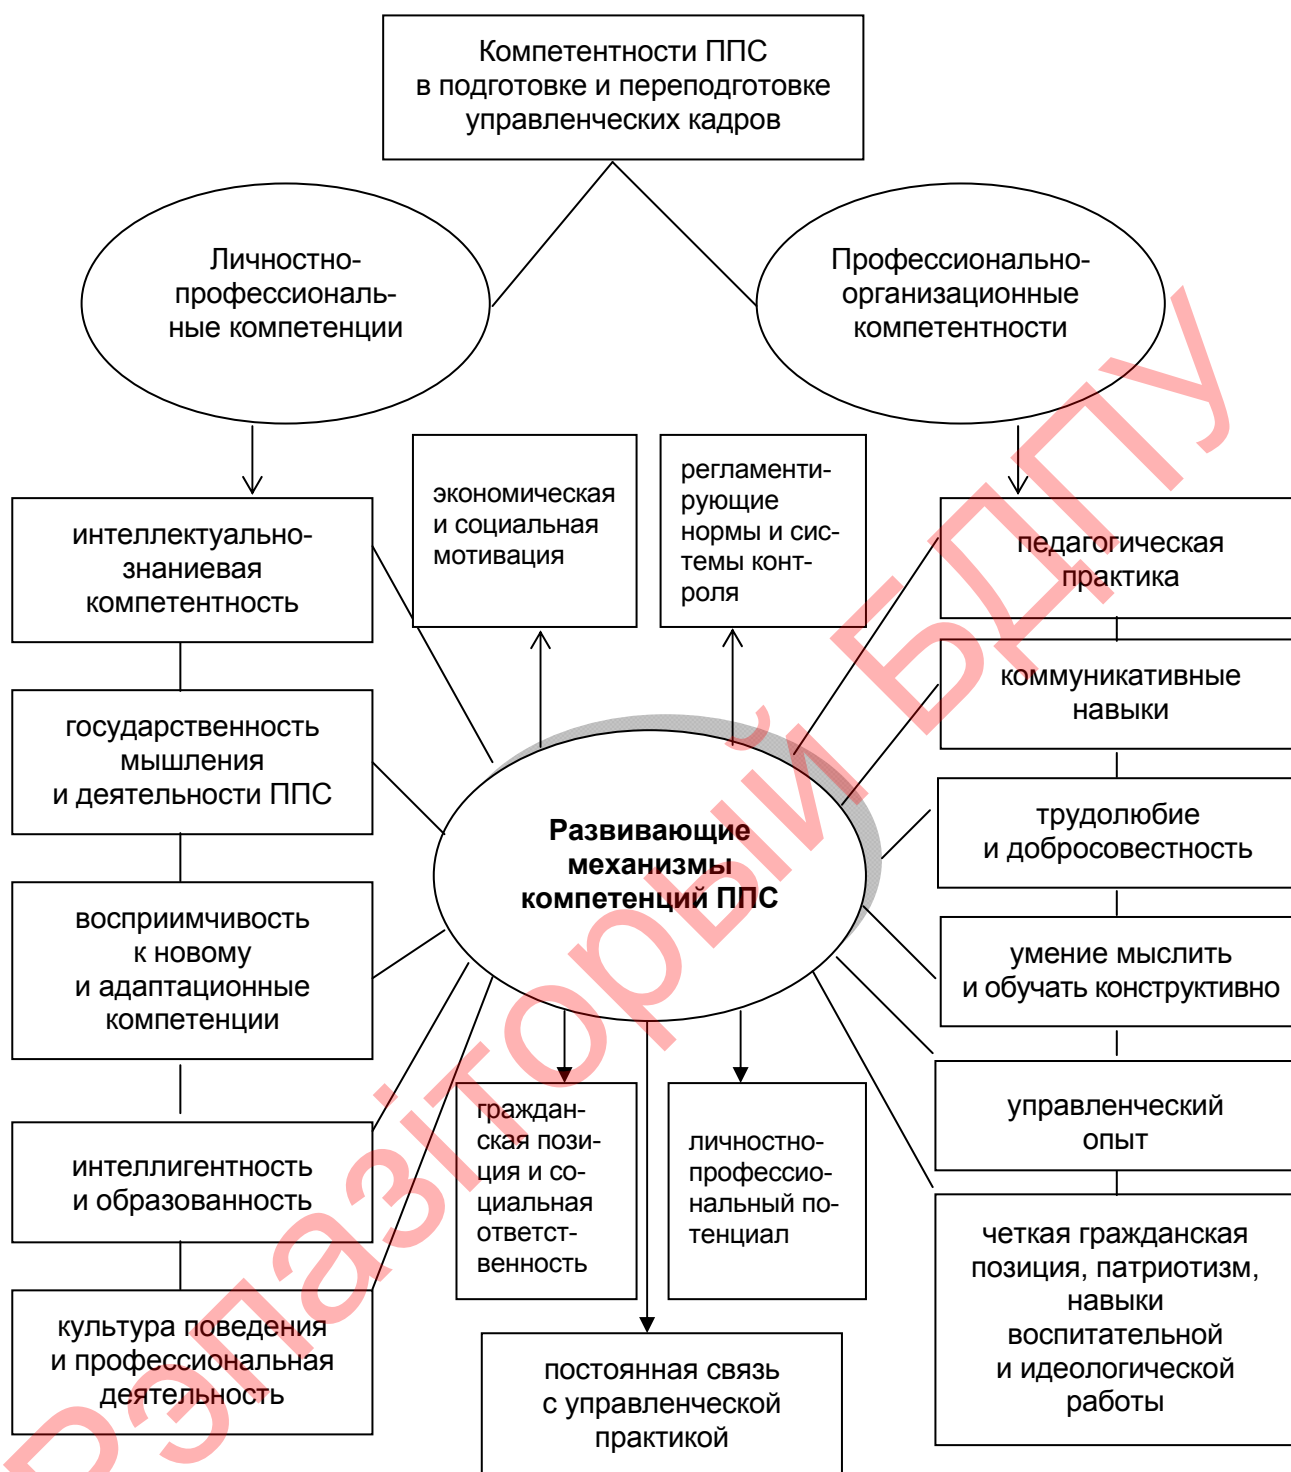 Компетентности ППС
в подготовке и переподготовке
управленческих кадров
Личностно-
профессиональ-
ные компетенции
Профессионально-
организационные
компетентности
экономическая
и социальная
мотивация
регламенти-
рующие
нормы и сис-
темы конт-
роля
интеллектуально-
знаниевая
компетентность
государственность
мышления
и деятельности ППС
восприимчивость
к новому
и адаптационные
компетенции
интеллигентность
и образованность
культура поведения
и профессиональная
деятельность
Развивающие
механизмы
компетенций ППС
педагогическая
практика
коммуникативные
навыки
трудолюбие
и добросовестность
умение мыслить
и обучать конструктивно
управленческий
опыт
четкая гражданская
позиция, патриотизм,
навыки
воспитательной
и идеологической
работы
граждан-
ская пози-
ция и со-
циальная
ответст-
венность
личностно-
профессио-
нальный по-
тенциал
постоянная связь
с управленческой
практикой
Рэпазіторый БДПУ